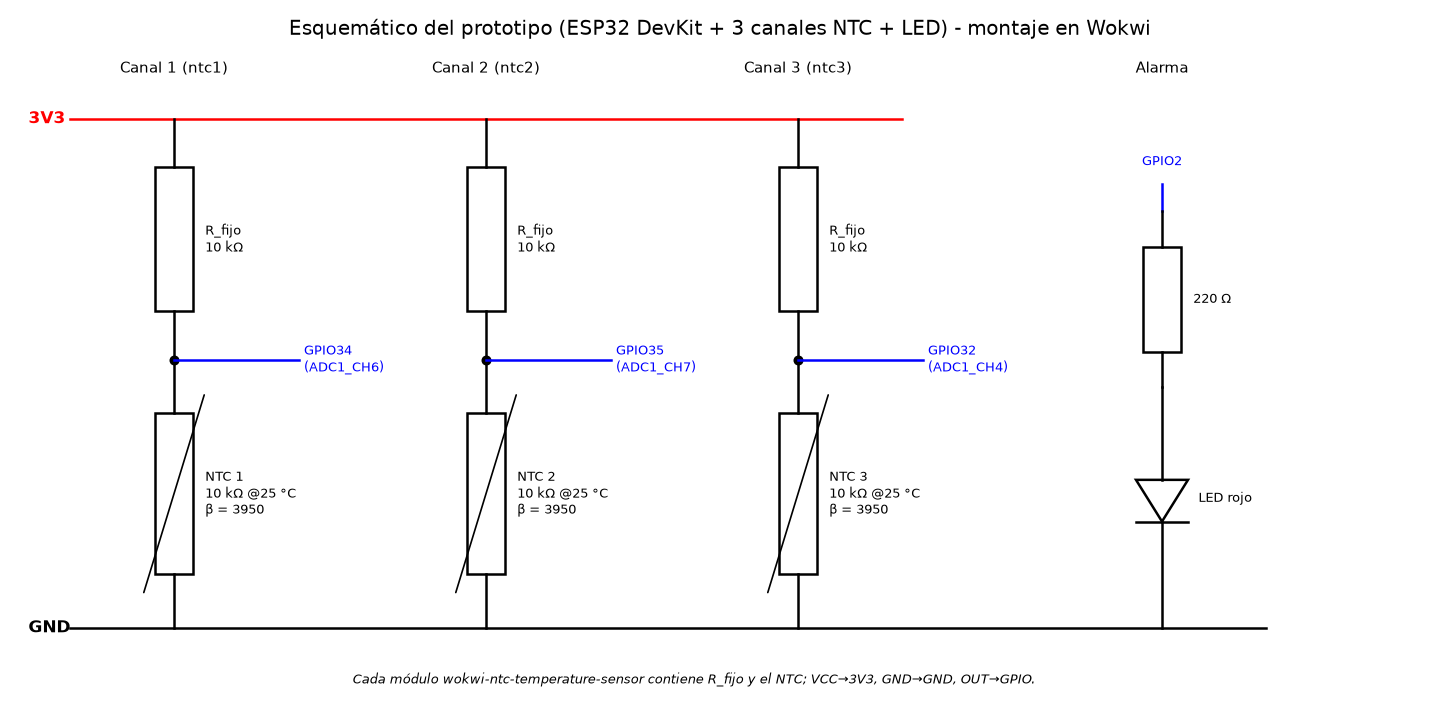 Esquemático del prototipo (ESP32 DevKit + 3 canales NTC + LED) - montaje en Wokwi
Canal 1 (ntc1)
Canal 2 (ntc2)
Canal 3 (ntc3)
Alarma
3V3
GPIO2
R_fijo
10 kΩ
R_fijo
10 kΩ
R_fijo
10 kΩ
220 Ω
GPIO34
(ADC1_CH6)
GPIO35
(ADC1_CH7)
GPIO32
(ADC1_CH4)
NTC 1
10 kΩ @25 °C
β = 3950
NTC 2
10 kΩ @25 °C
β = 3950
NTC 3
10 kΩ @25 °C
β = 3950
LED rojo
GND
Cada módulo wokwi-ntc-temperature-sensor contiene R_fijo y el NTC; VCC→3V3, GND→GND, OUT→GPIO.